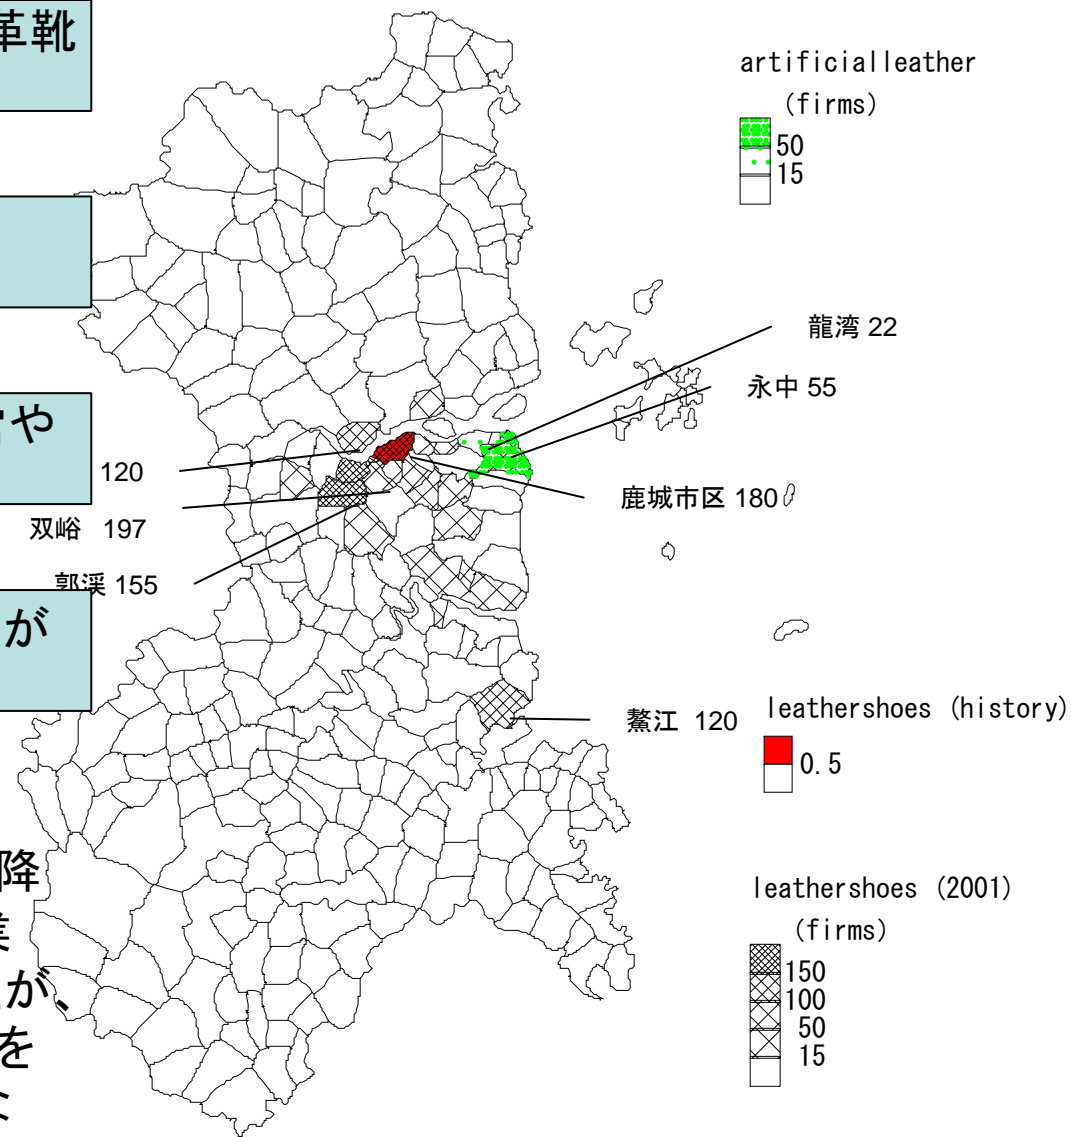 革靴
や
が
降
業
が、
を
artificialleather
(firms)
50
15
龍湾 22
永中 55
鹿城市区 180
120
双峪 197
郭渓 155
鰲江 120
leathershoes (history)
0.5
leathershoes (2001)
(firms)
150
100
50
15